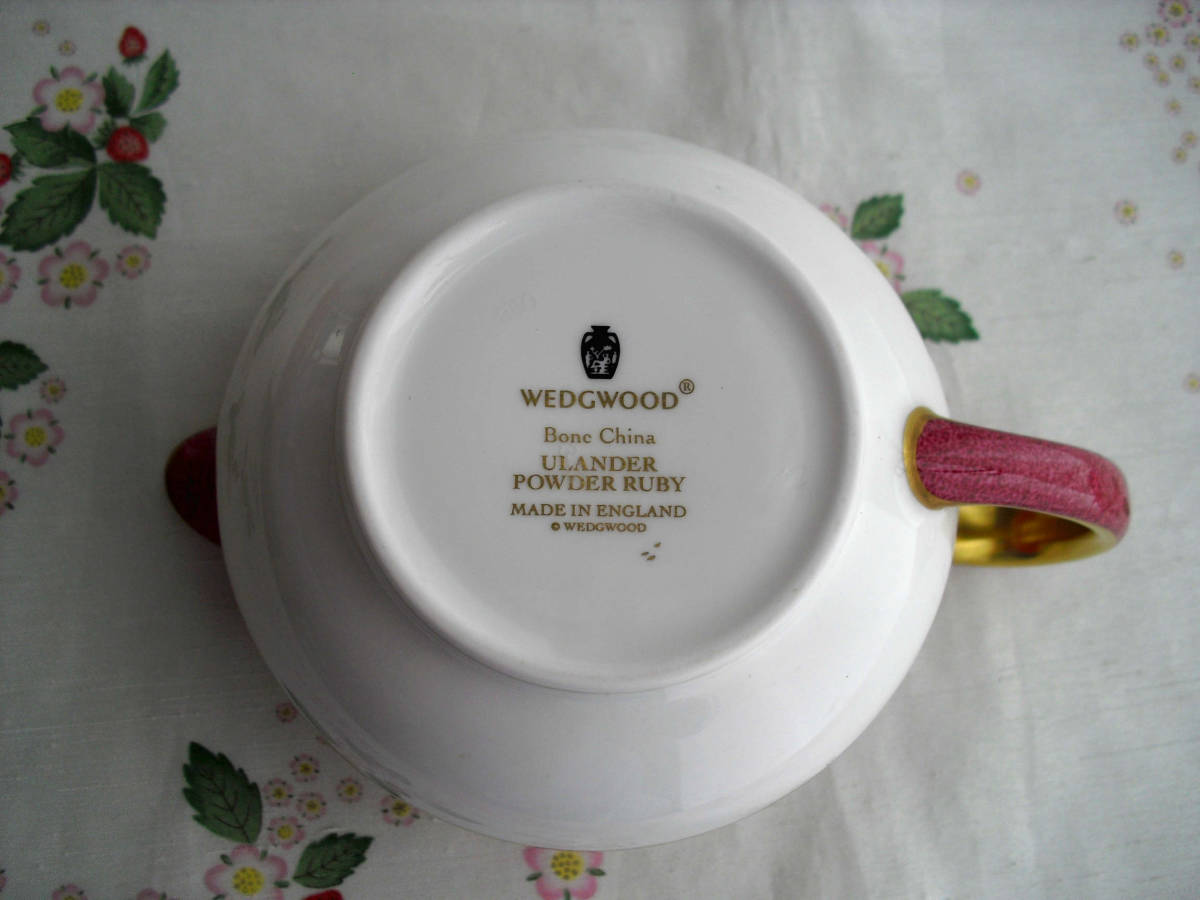 WEDGWOOD®
Bone China
ULANDER
POWDER RUBY
MADE IN ENGLAND
© WEDGWOOD